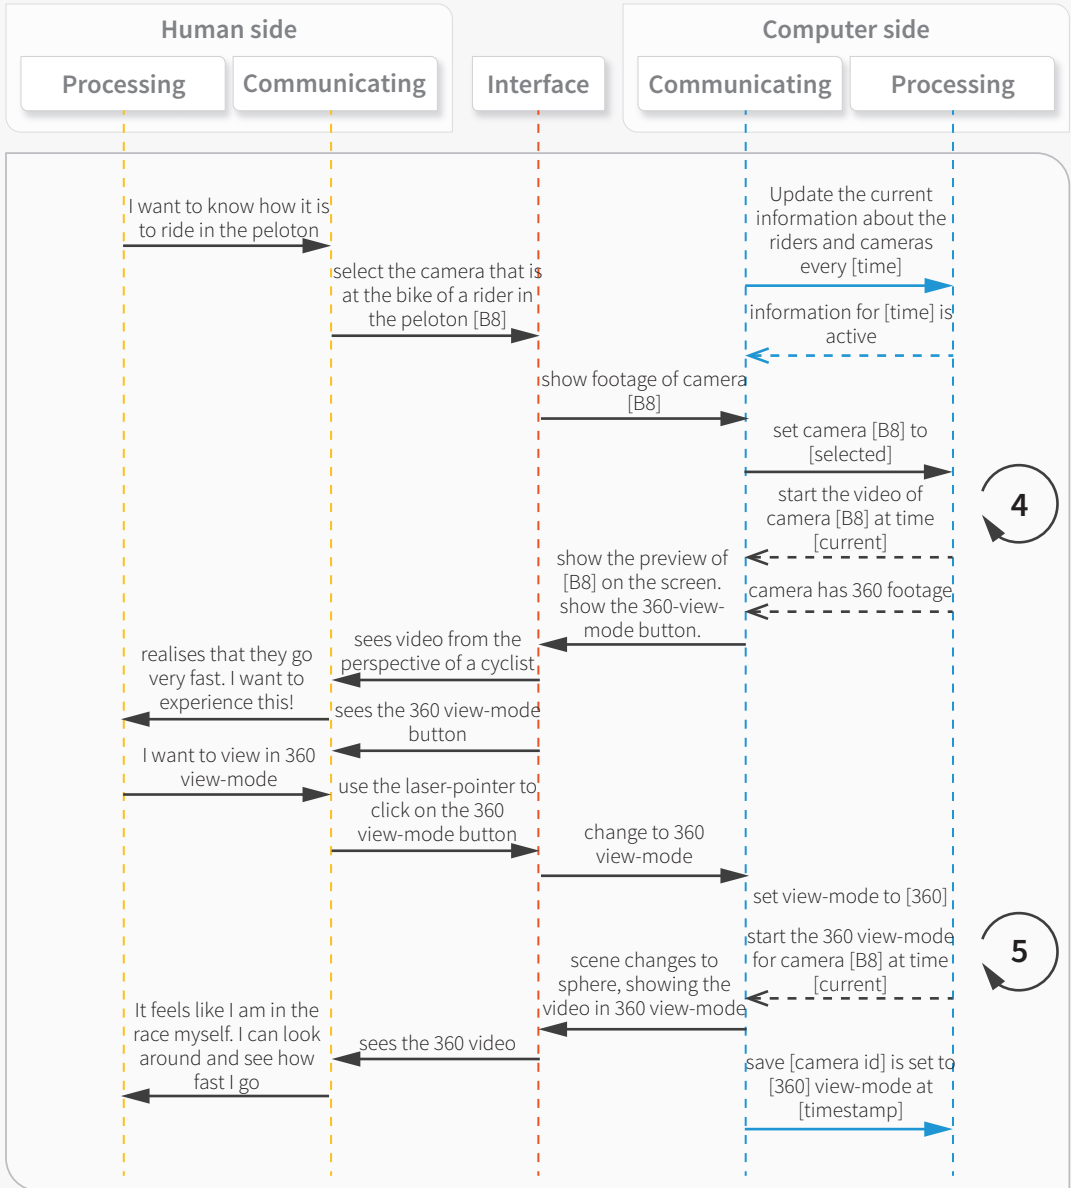 Human side
Computer side
Processing
Communicating
Interface
Communicating
Processing
I want to know how it is
to ride in the peloton
Update the current
information about the
riders and cameras
every [time]
select the camera that is
at the bike of a rider in
the peloton [B8]
information for [time] is
active
show footage of camera
[B8]
set camera [B8] to
[selected]
4
start the video of
camera [B8] at time
[current]
camera has 360 footage
show the preview of
[B8] on the screen.
show the 360-view-
mode button.
sees video from the
perspective of a cyclist
realises that they go
very fast. I want to
experience this!
sees the 360 view-mode
button
I want to view in 360
view-mode
use the laser-pointer to
click on the 360
view-mode button
change to 360
view-mode
set view-mode to [360]
5
start the 360 view-mode
for camera [B8] at time
[current]
scene changes to
sphere, showing the
video in 360 view-mode
sees the 360 video
It feels like I am in the
race myself. I can look
around and see how
fast I go
save [camera id] is set to
[360] view-mode at
[timestamp]